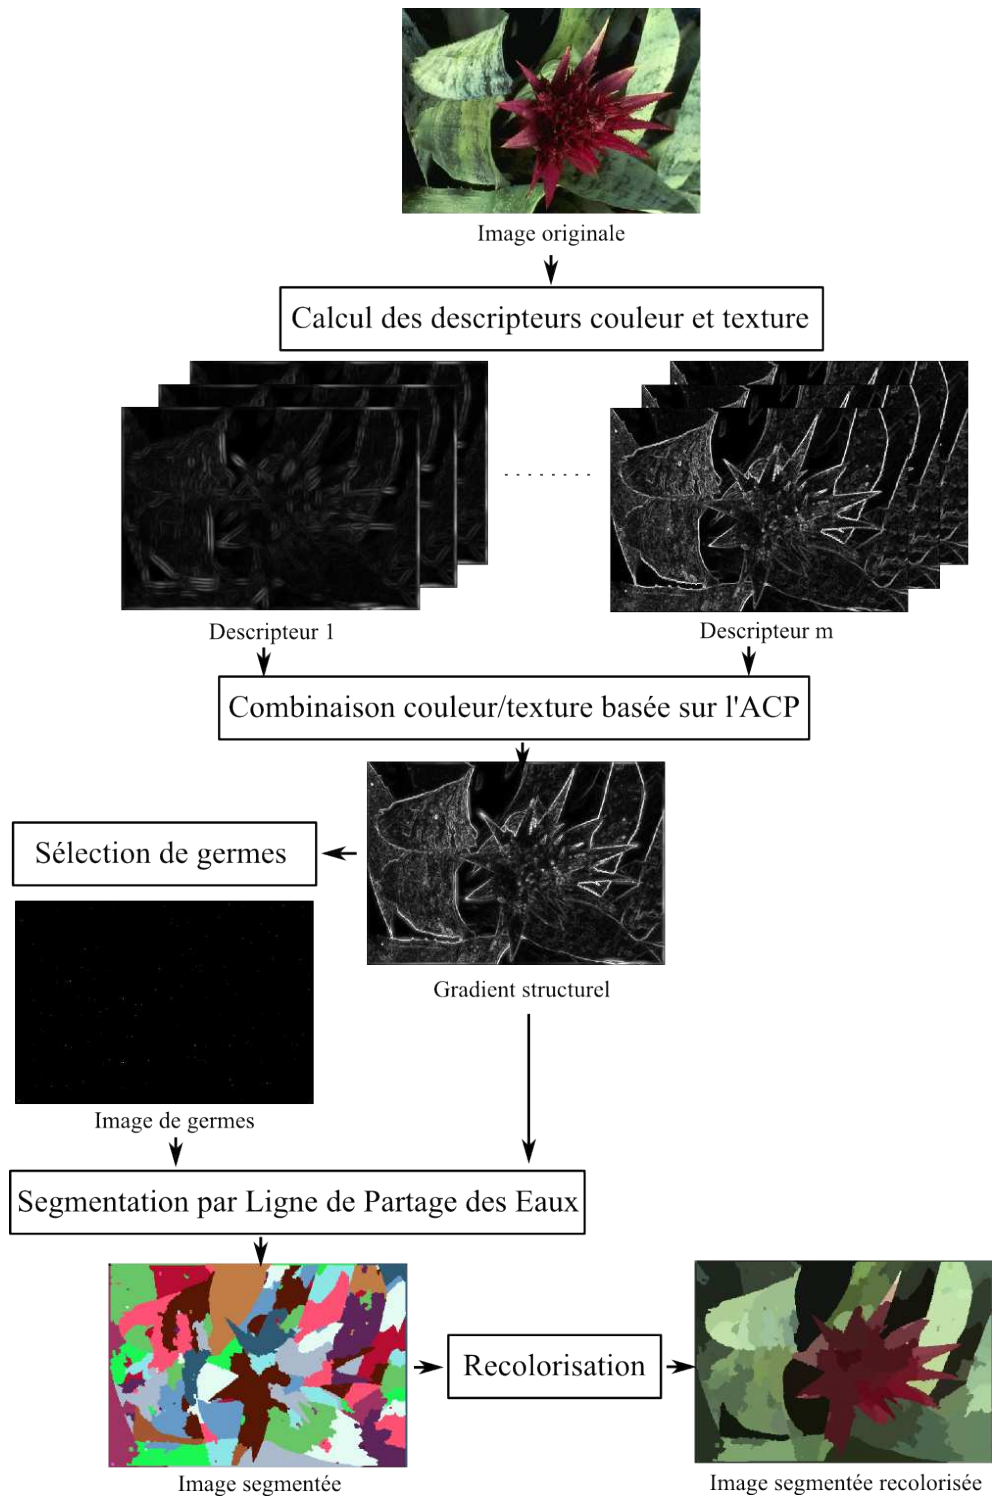 Image originale
Calcul des descripteurs couleur et texture
Descripteur 1
Descripteur m
Combinaison couleur/texture basée sur l'ACP
Sélection de germes
Gradient structurel
Image de germes
Segmentation par Ligne de Partage des Eaux
Recolorisation
Image segmentée
Image segmentée recolorisée